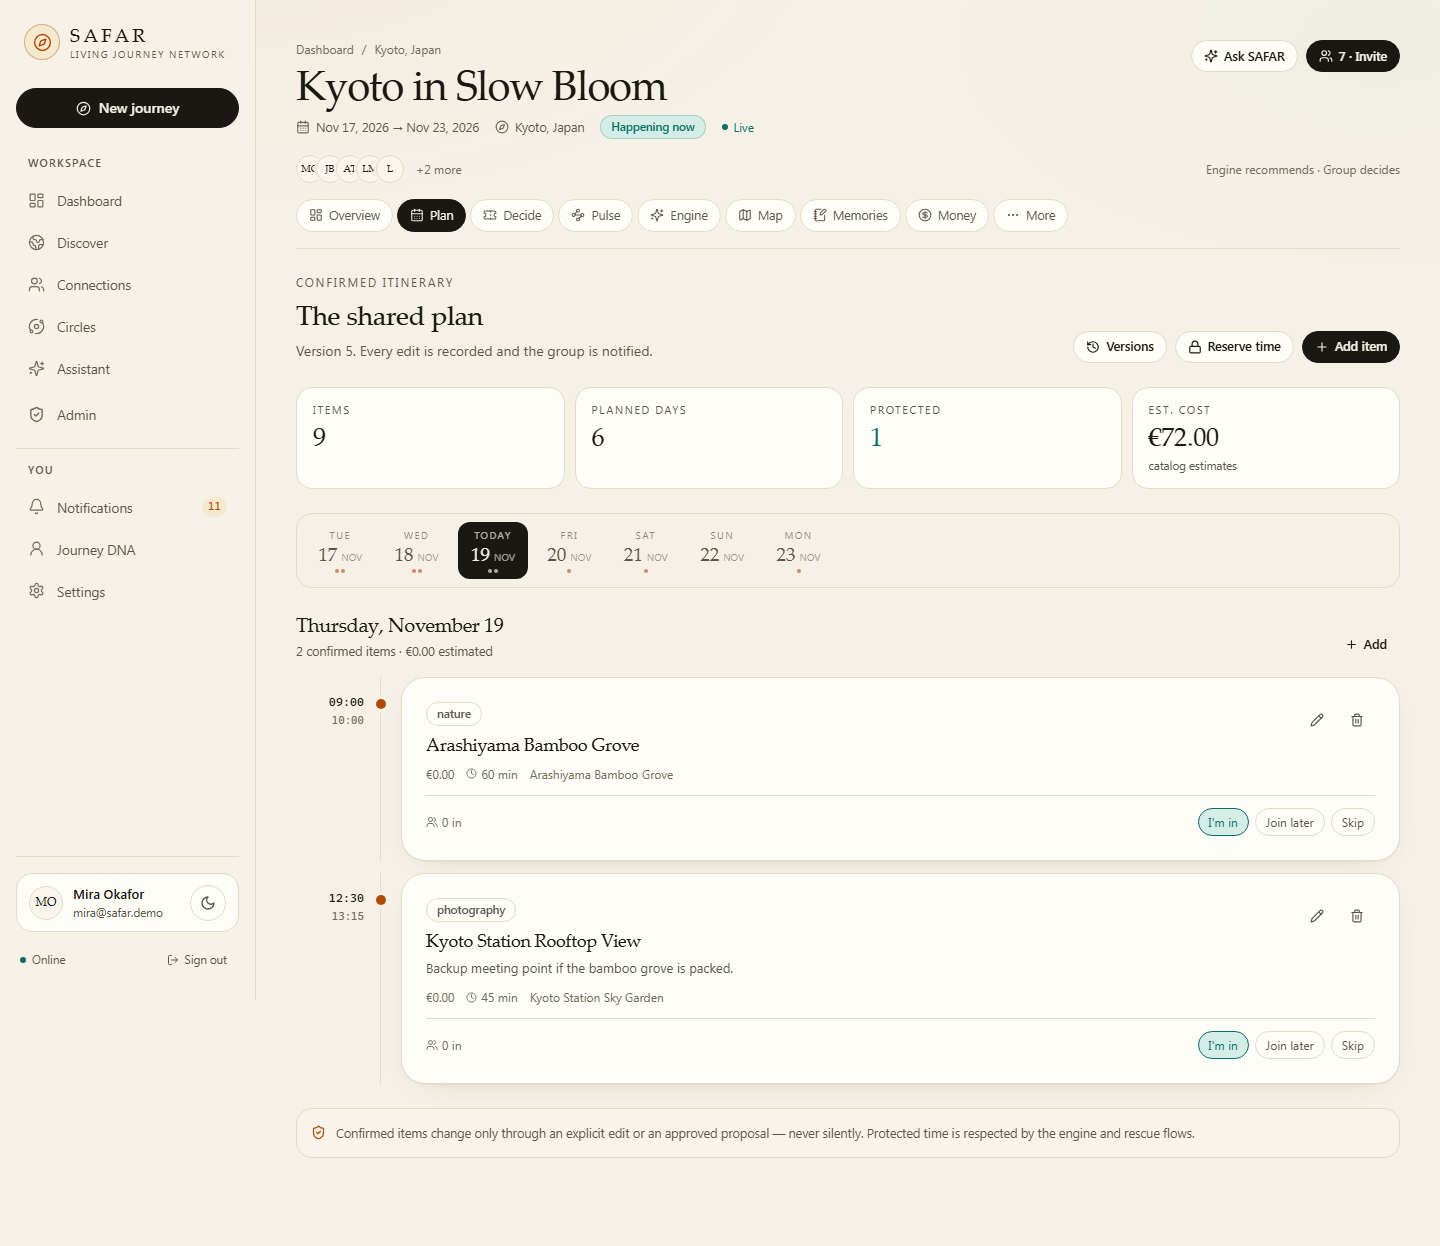 SAFAR
LIVING JOURNEY NETWORK
New journey
WORKSPACE
Dashboard
Discover
Connections
Circles
Assistant
Admin
YOU
Notifications 11
Journey DNA
Settings
MO Mira Okafor
mira@safar.demo
Online Sign out
Dashboard / Kyoto, Japan
Ask SAFAR 7 · Invite
Kyoto in Slow Bloom
Nov 17, 2026 → Nov 23, 2026 Kyoto, Japan Happening now Live
JB L +2 more
Engine recommends · Group decides
Overview Plan Decide Pulse Engine Map Memories Money More
CONFIRMED ITINERARY
The shared plan
Version 5. Every edit is recorded and the group is notified.
Versions Reserve time Add item
ITEMS
9
PLANNED DAYS
6
PROTECTED
1
EST. COST
€72.00
catalog estimates
TUE WED TODAY FRI SAT SUN MON
17 NOV 18 NOV 19 NOV 20 NOV 21 NOV 22 NOV 23 NOV
Thursday, November 19
2 confirmed items · €0.00 estimated
+ Add
09:00
10:00
nature
Arashiyama Bamboo Grove
€0.00 60 min Arashiyama Bamboo Grove
0 in I'm in Join later Skip
12:30
13:15
photography
Kyoto Station Rooftop View
Backup meeting point if the bamboo grove is packed.
€0.00 45 min Kyoto Station Sky Garden
0 in I'm in Join later Skip
Confirmed items change only through an explicit edit or an approved proposal — never silently. Protected time is respected by the engine and rescue flows.